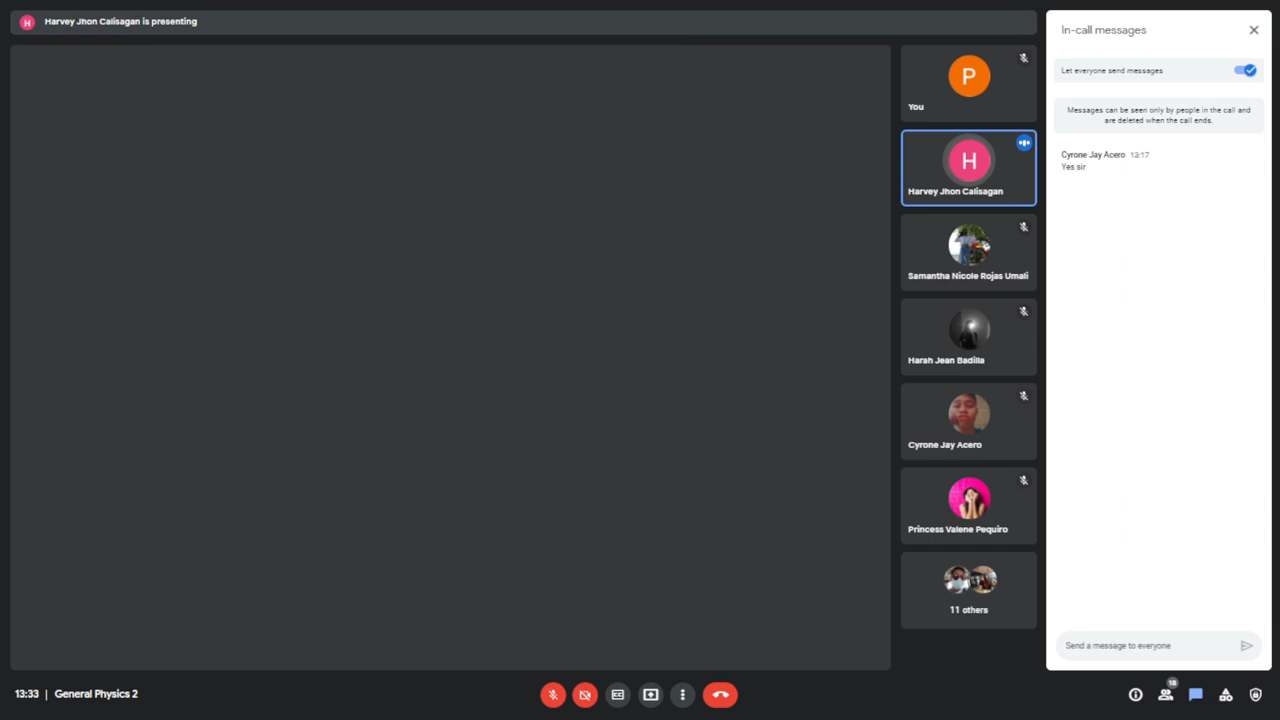 H
Harvey Jhon Calisagan is presenting
P
You
H
Harvey Jhon Calisagan
Samantha Nicole Rojas Umali
Harah Jean Badilla
Cyrone Jay Acero
Princess Valene Pequiro
11 others
In-call messages
Let everyone send messages
Messages can be seen only by people in the call and
are deleted when the call ends.
Cyrone Jay Acero 13:17
Yes sir
Send a message to everyone
13:33 | General Physics 2
18